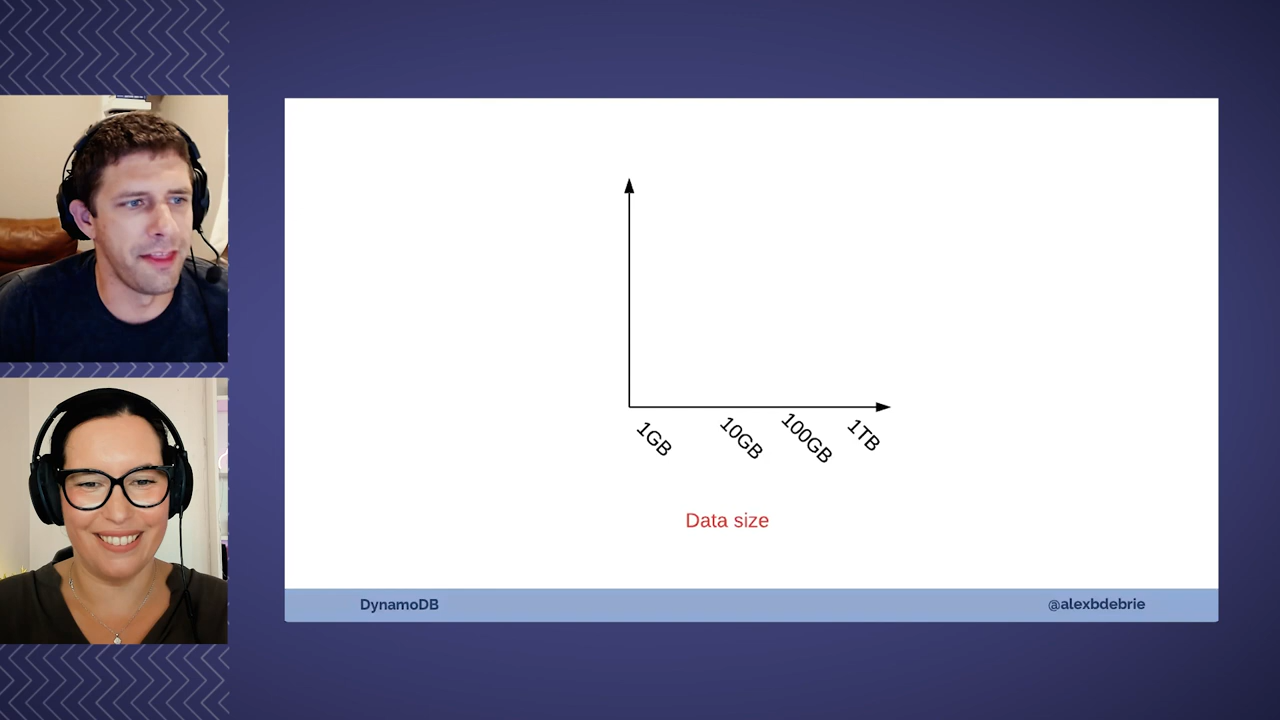 1GB
10GB
100GB
1TB
Data size
DynamoDB
@alexbdebrie